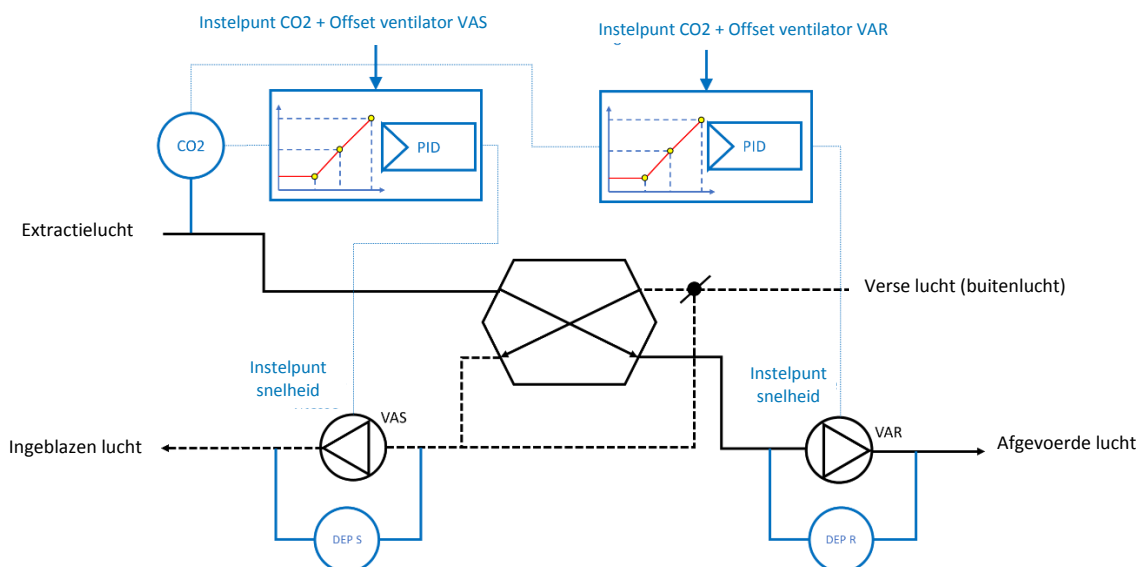 Instelpunt CO2 + Offset ventilator VAS
Instelpunt CO2 + Offset ventilator VAR
CO2
PID
PID
Extractielucht
Verse lucht (buitenlucht)
Instelpunt
snelheid
Instelpunt
snelheid
VAS
VAR
Ingeblazen lucht
Afgevoerde lucht
DEP S
DEP R